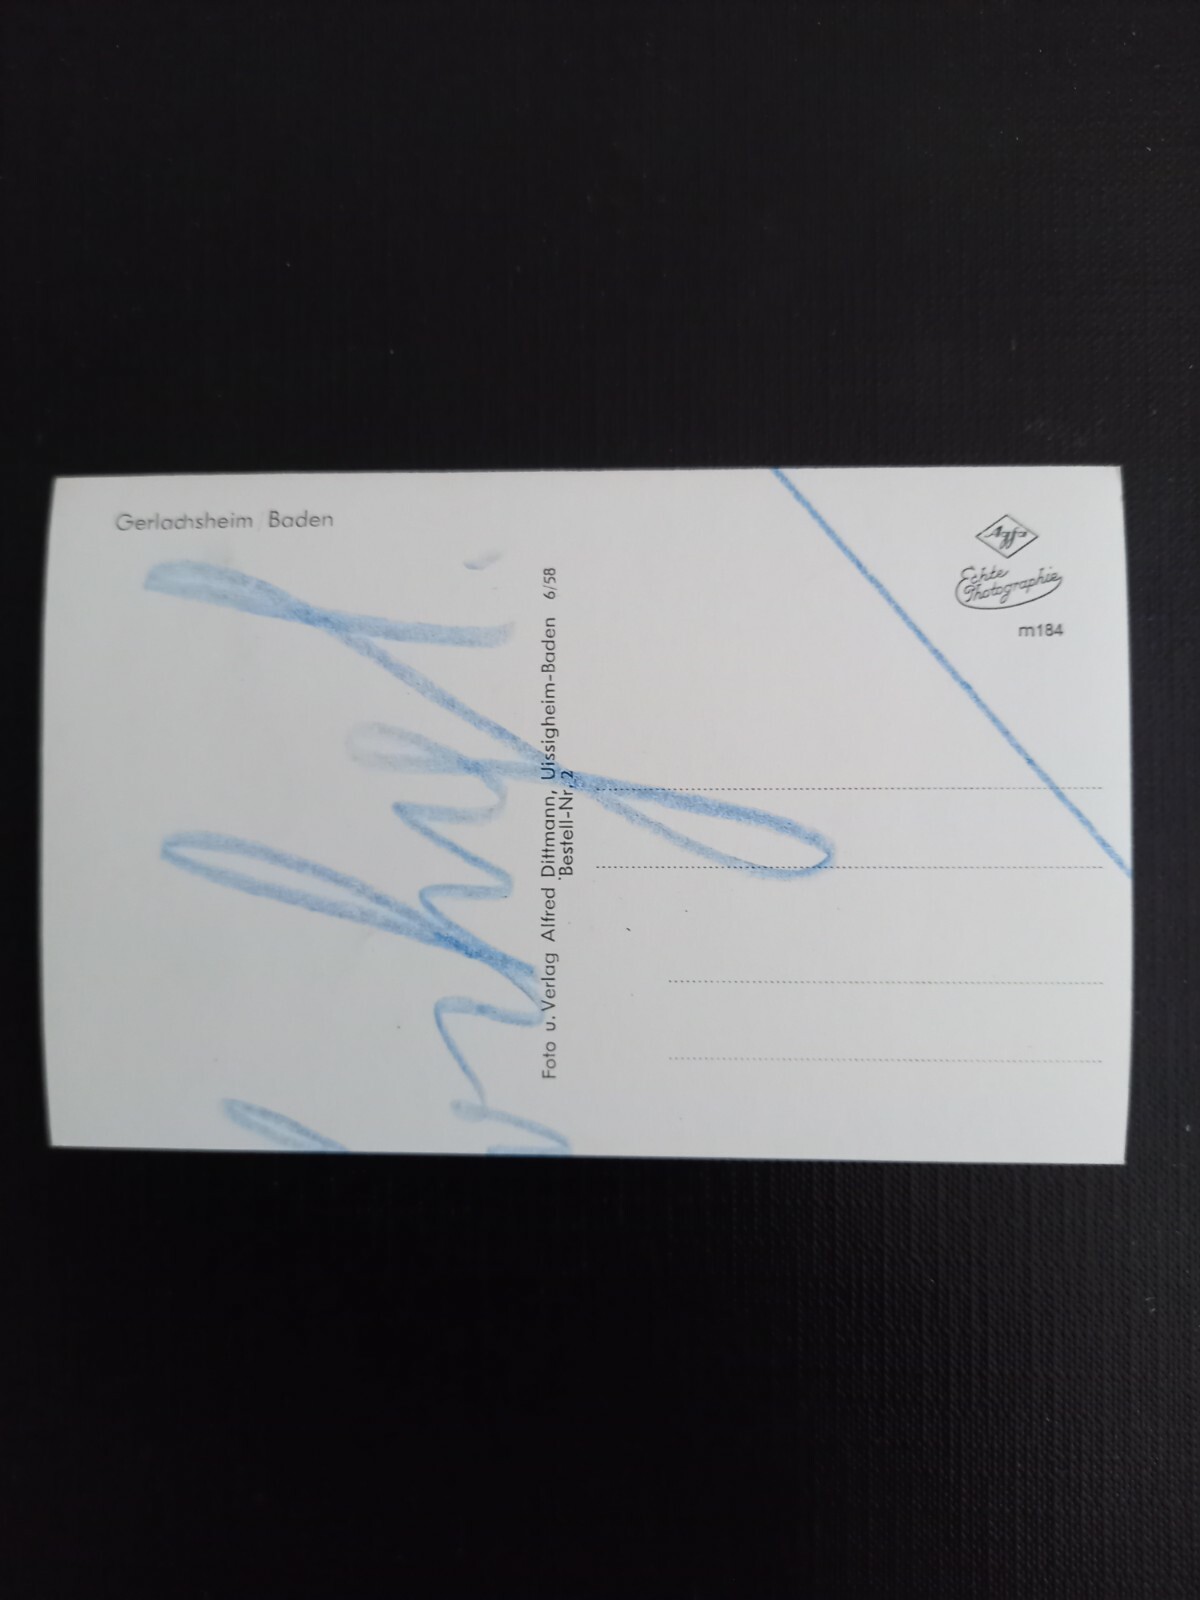 Gerlachsheim / Baden
Agfa
Echte
Photographie
m184
Foto u. Verlag Alfred Dittmann, Uissigheim-Baden 6/58
Bestell-Nr. 2